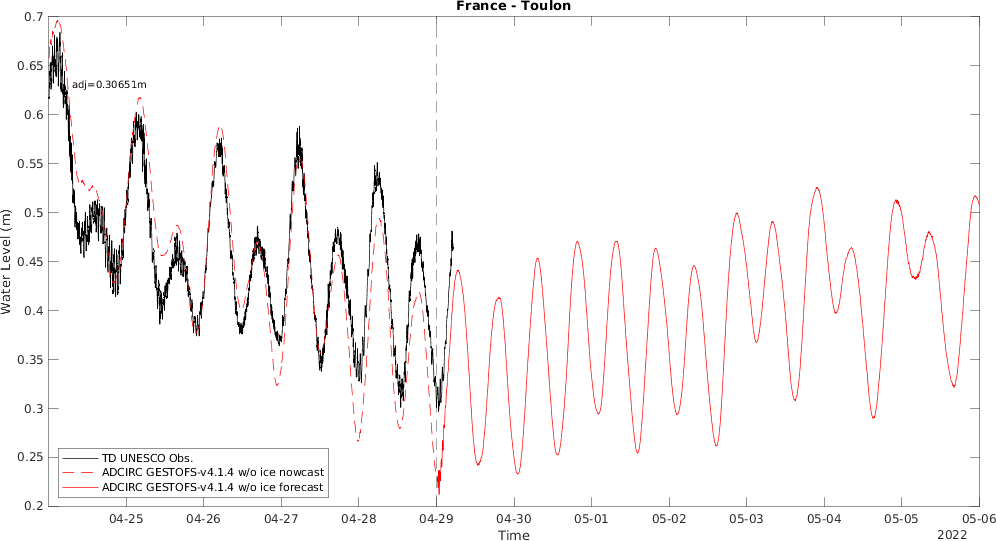 France - Toulon
0.7
0.65
0.6
0.55
0.5
0.45
0.4
0.35
0.3
0.25
0.2
Water Level (m)
adj=0.30651m
TD UNESCO Obs.
ADCIRC GESTOFS-v4.1.4 w/o ice nowcast
ADCIRC GESTOFS-v4.1.4 w/o ice forecast
04-25 04-26 04-27 04-28 04-29 04-30 05-01 05-02 05-03 05-04 05-05 05-06
Time
2022